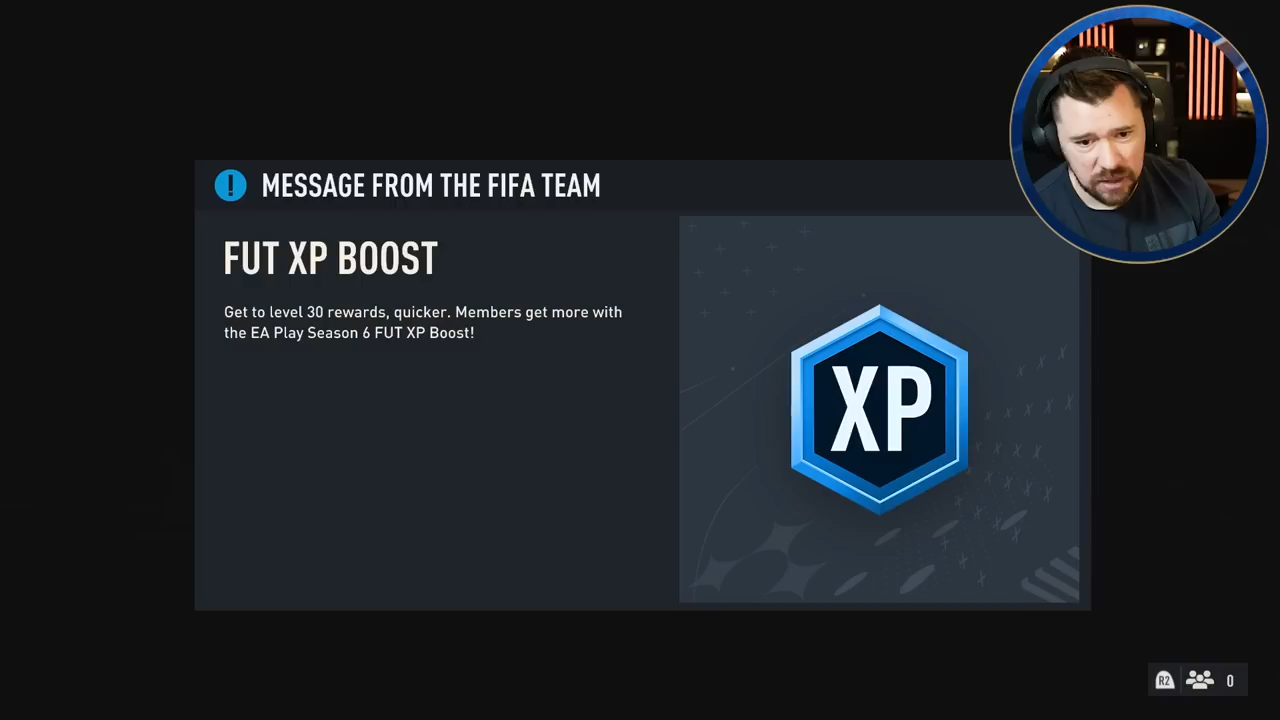 ! MESSAGE FROM THE FIFA TEAM
FUT XP BOOST
Get to level 30 rewards, quicker. Members get more with
the EA Play Season 6 FUT XP Boost!
XP
R2 0